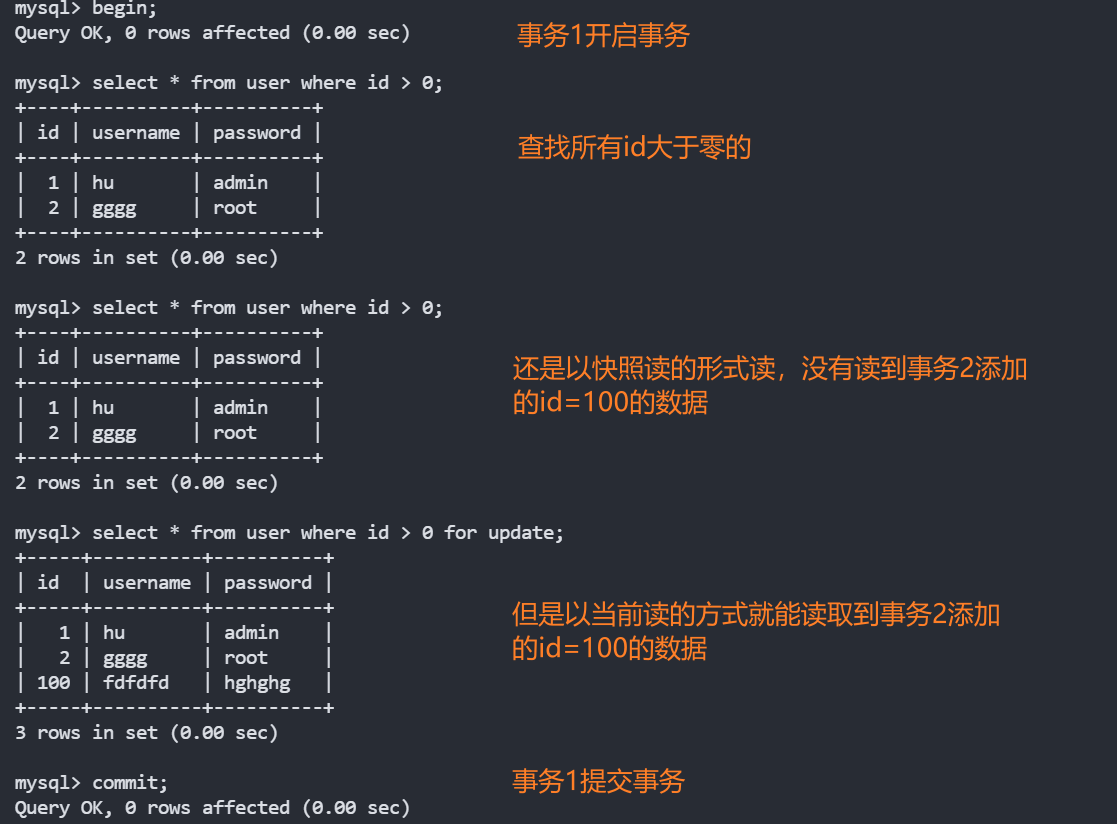 mysql> begin;
Query OK, 0 rows affected (0.00 sec)
事务1开启事务
mysql> select * from user where id > 0;
+----+----------+----------+
| id | username | password |
+----+----------+----------+
查找所有id大于零的
|  1 | hu       | admin    |
|  2 | gggg     | root     |
+----+----------+----------+
2 rows in set (0.00 sec)
mysql> select * from user where id > 0;
+----+----------+----------+
| id | username | password |
+----+----------+----------+
还是以快照读的形式读，没有读到事务2添加
的id=100的数据
|  1 | hu       | admin    |
|  2 | gggg     | root     |
+----+----------+----------+
2 rows in set (0.00 sec)
mysql> select * from user where id > 0 for update;
+-----+----------+----------+
| id  | username | password |
+-----+----------+----------+
但是以当前读的方式就能读取到事务2添加
的id=100的数据
|   1 | hu       | admin    |
|   2 | gggg     | root     |
| 100 | fdfdfd   | hghghg   |
+-----+----------+----------+
3 rows in set (0.00 sec)
mysql> commit;
事务1提交事务
Query OK, 0 rows affected (0.00 sec)